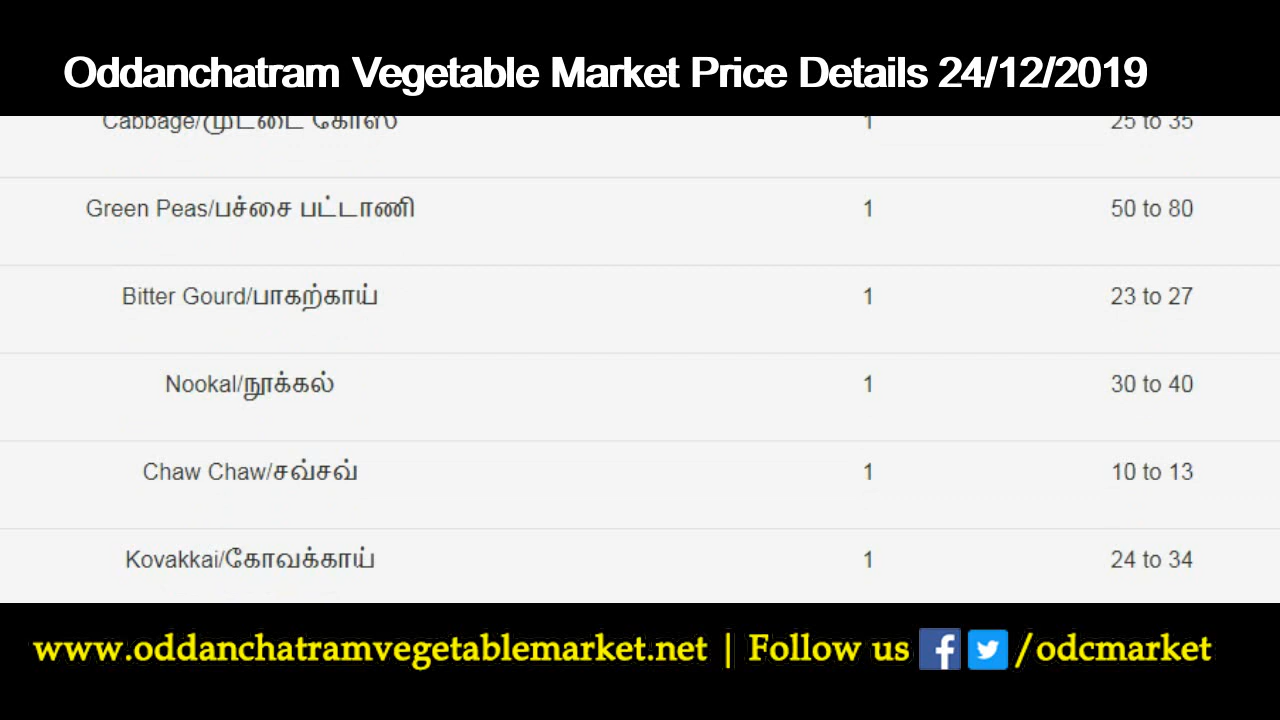 Oddanchatram Vegetable Market Price Details 24/12/2019
Cabbage/முட்டை கோஸ் 1 25 to 35
Green Peas/பச்சை பட்டாணி 1 50 to 80
Bitter Gourd/பாகற்காய் 1 23 to 27
Nookal/நூக்கல் 1 30 to 40
Chaw Chaw/சவ்சவ் 1 10 to 13
Kovakkai/கோவக்காய் 1 24 to 34
www.oddanchatramvegetablemarket.net | Follow us f /odcmarket